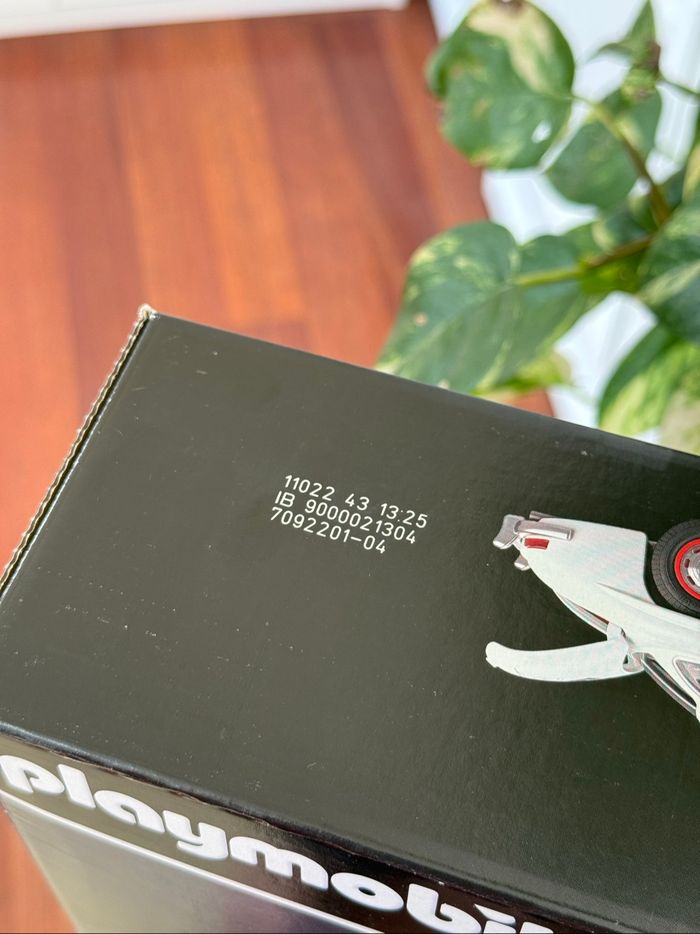 11022 43 13:25
IB 9000021304
7092201-04
playmobil